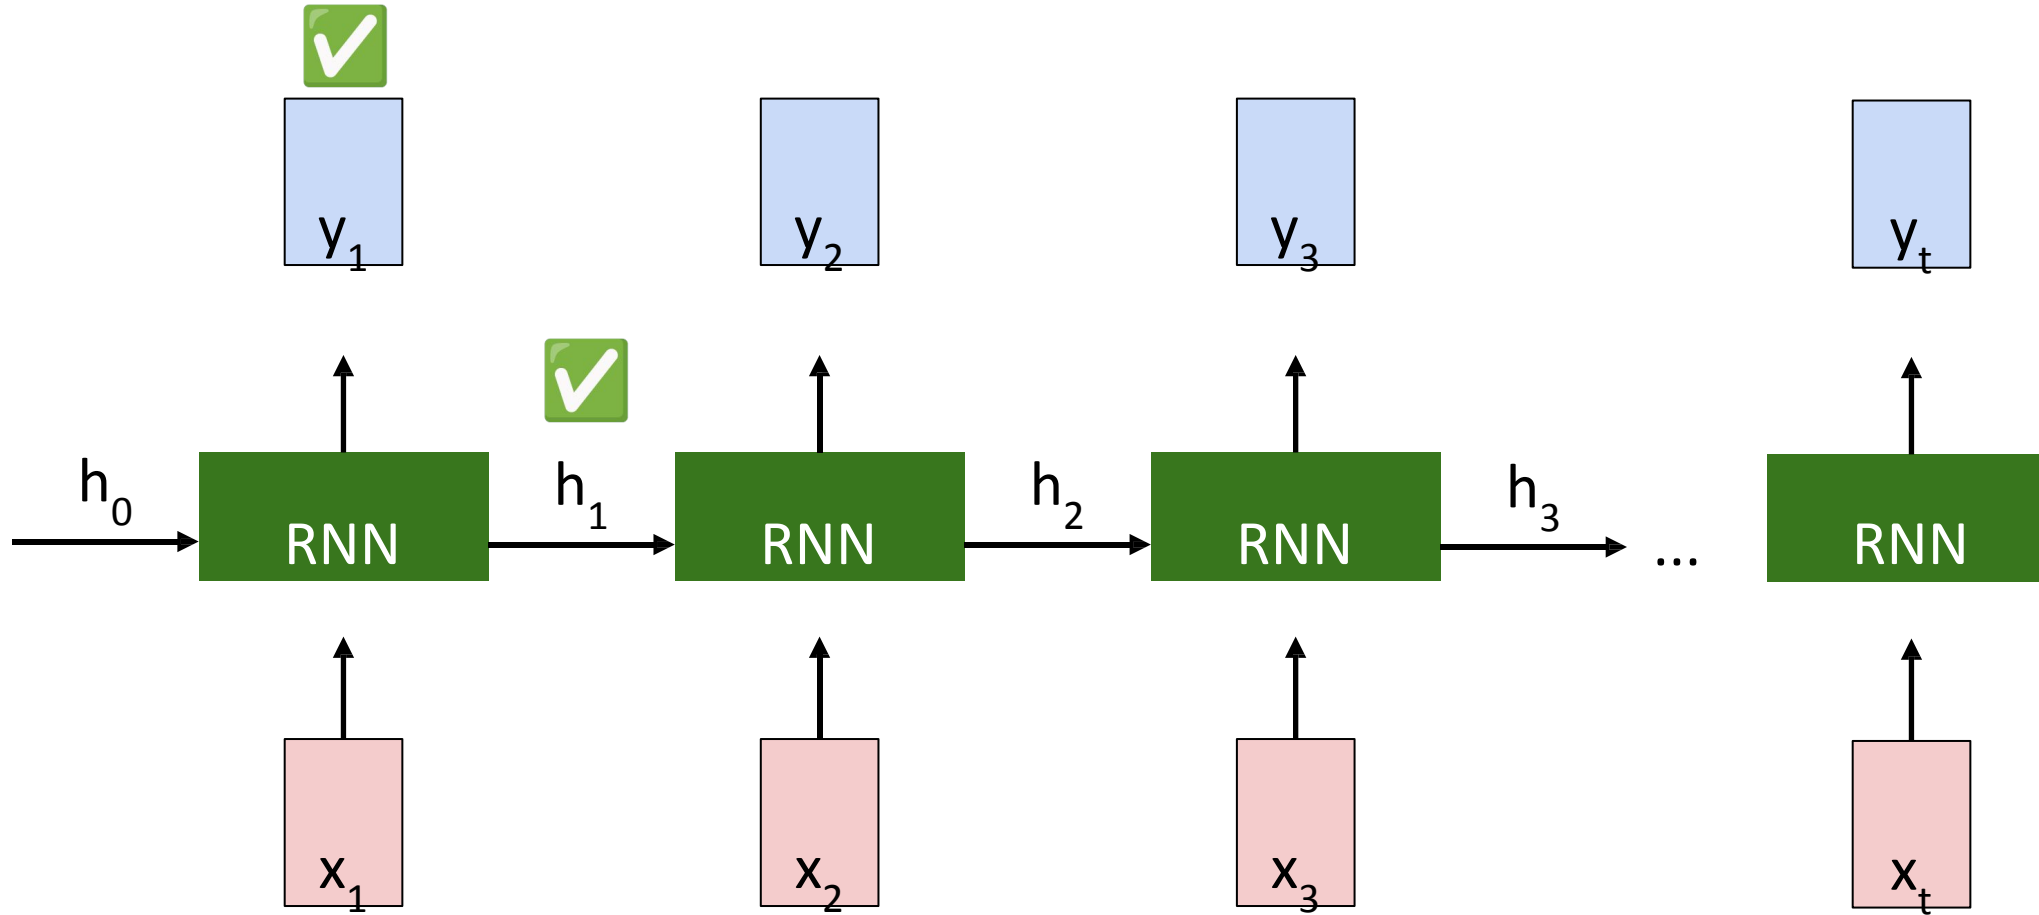 y1 y2 y3 yt
h0 h1 h2 h3
RNN RNN RNN ... RNN
x1 x2 x3 xt